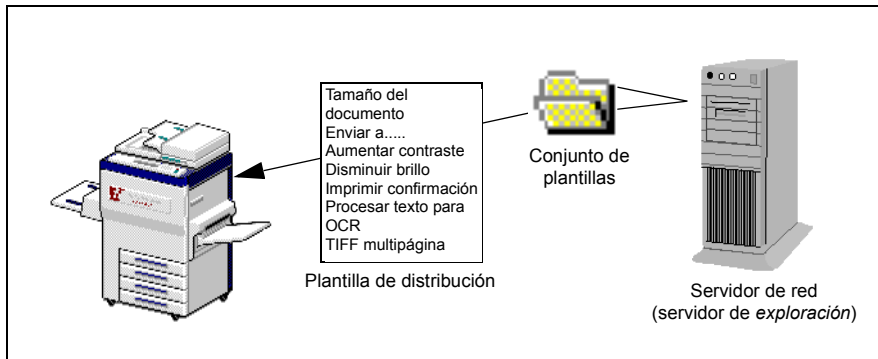 Tamaño del
documento
Enviar a.....
Aumentar contraste
Disminuir brillo
Imprimir confirmación
Procesar texto para
OCR
TIFF multipágina
Plantilla de distribución
Conjunto de
plantillas
Servidor de red
(servidor de exploración)